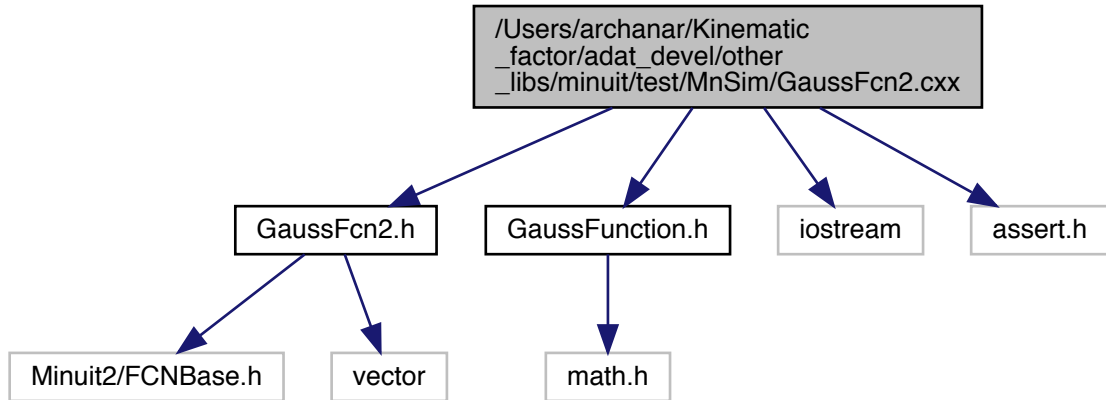 /Users/archanar/Kinematic
_factor/adat_devel/other
_libs/minuit/test/MnSim/GaussFcn2.cxx
GaussFcn2.h
GaussFunction.h
iostream
assert.h
Minuit2/FCNBase.h
vector
math.h